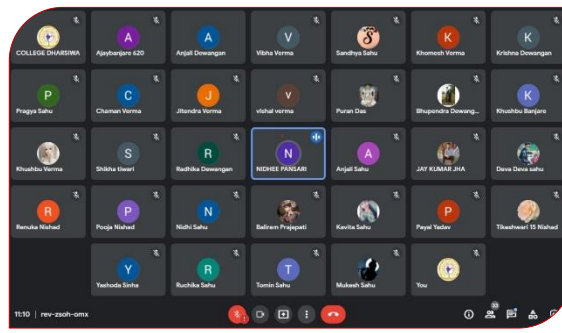 COLLEGE DHARSIWA Ajaybanjare 620 Anjali Dewangan Vibha Verma Sandhya Sahu Khomesh Verma Krishna Dewangan
A A V K K
P C J V K
Pragya Sahu Chaman Verma Jitendra Verma vishal verma Puran Das Bhupendra Dewang... Khushbu Banjare
S R N A
Khushbu Verma Shikha tiwari Radhika Dewangan NIDHEE PANSARI Anjali Sahu JAY KUMAR JHA Deva Deva sahu
R P N P
Renuka Nishad Pooja Nishad Nidhi Sahu Baliram Prajapati Kavita Sahu Payal Yadav Tikeshwari 15 Nishad
Y R T
Yashoda Sinha Ruchika Sahu Tomin Sahu Mukesh Sahu You
11:10 | rev-zsoh-omx 33